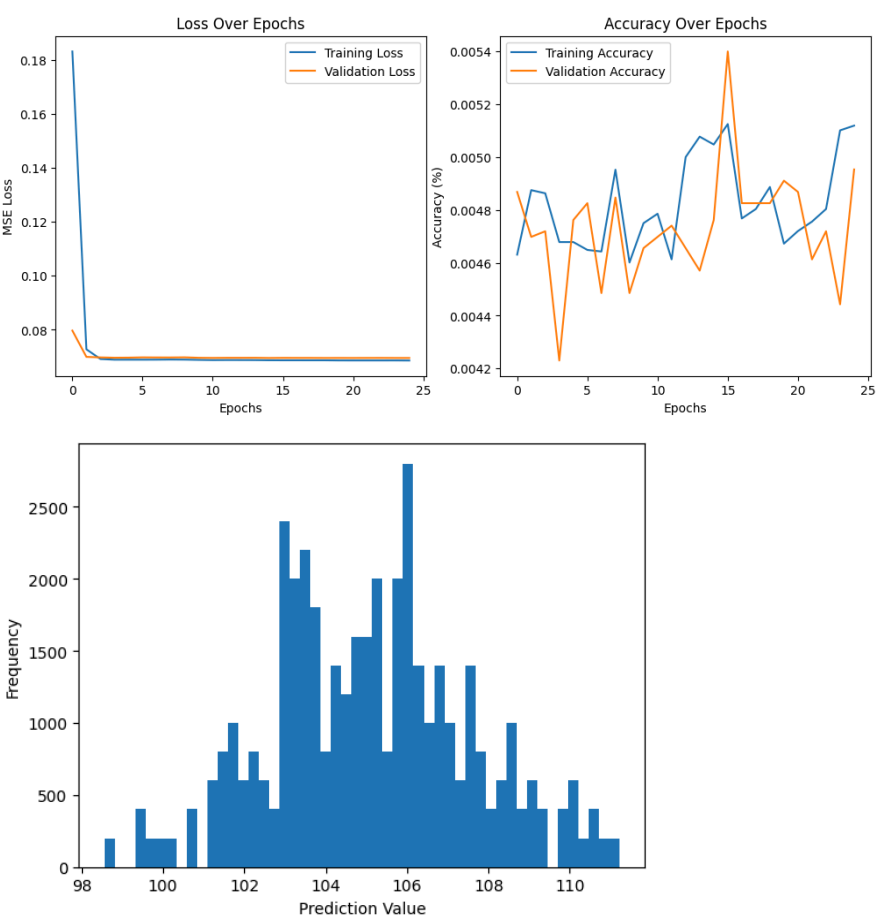 Loss Over Epochs
Training Loss
Validation Loss
MSE Loss
0.18
0.16
0.14
0.12
0.10
0.08
0 5 10 15 20 25
Epochs
Accuracy Over Epochs
Training Accuracy
Validation Accuracy
Accuracy (%)
0.0054
0.0052
0.0050
0.0048
0.0046
0.0044
0.0042
0 5 10 15 20 25
Epochs
Frequency
2500
2000
1500
1000
500
0
98 100 102 104 106 108 110
Prediction Value